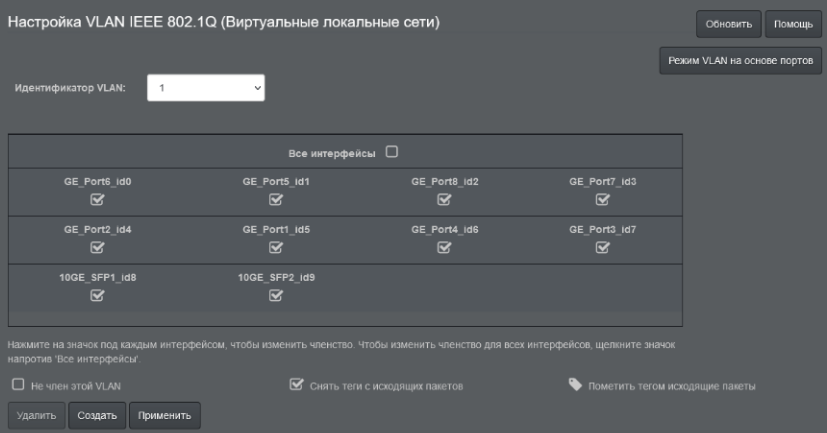 Настройка VLAN IEEE 802.1Q (Виртуальные локальные сети)
Обновить
Помощь
Режим VLAN на основе портов
Идентификатор VLAN:
1
Все интерфейсы
GE_Port6_id0
GE_Port5_id1
GE_Port8_id2
GE_Port7_id3
GE_Port2_id4
GE_Port1_id5
GE_Port4_id6
GE_Port3_id7
10GE_SFP1_id8
10GE_SFP2_id9
Нажмите на значок под каждым интерфейсом, чтобы изменить членство. Чтобы изменить членство для всех интерфейсов, щелкните значок
напротив 'Все интерфейсы'.
Не член этой VLAN
Снять теги с исходящих пакетов
Пометить тегом исходящие пакеты
Удалить
Создать
Применить